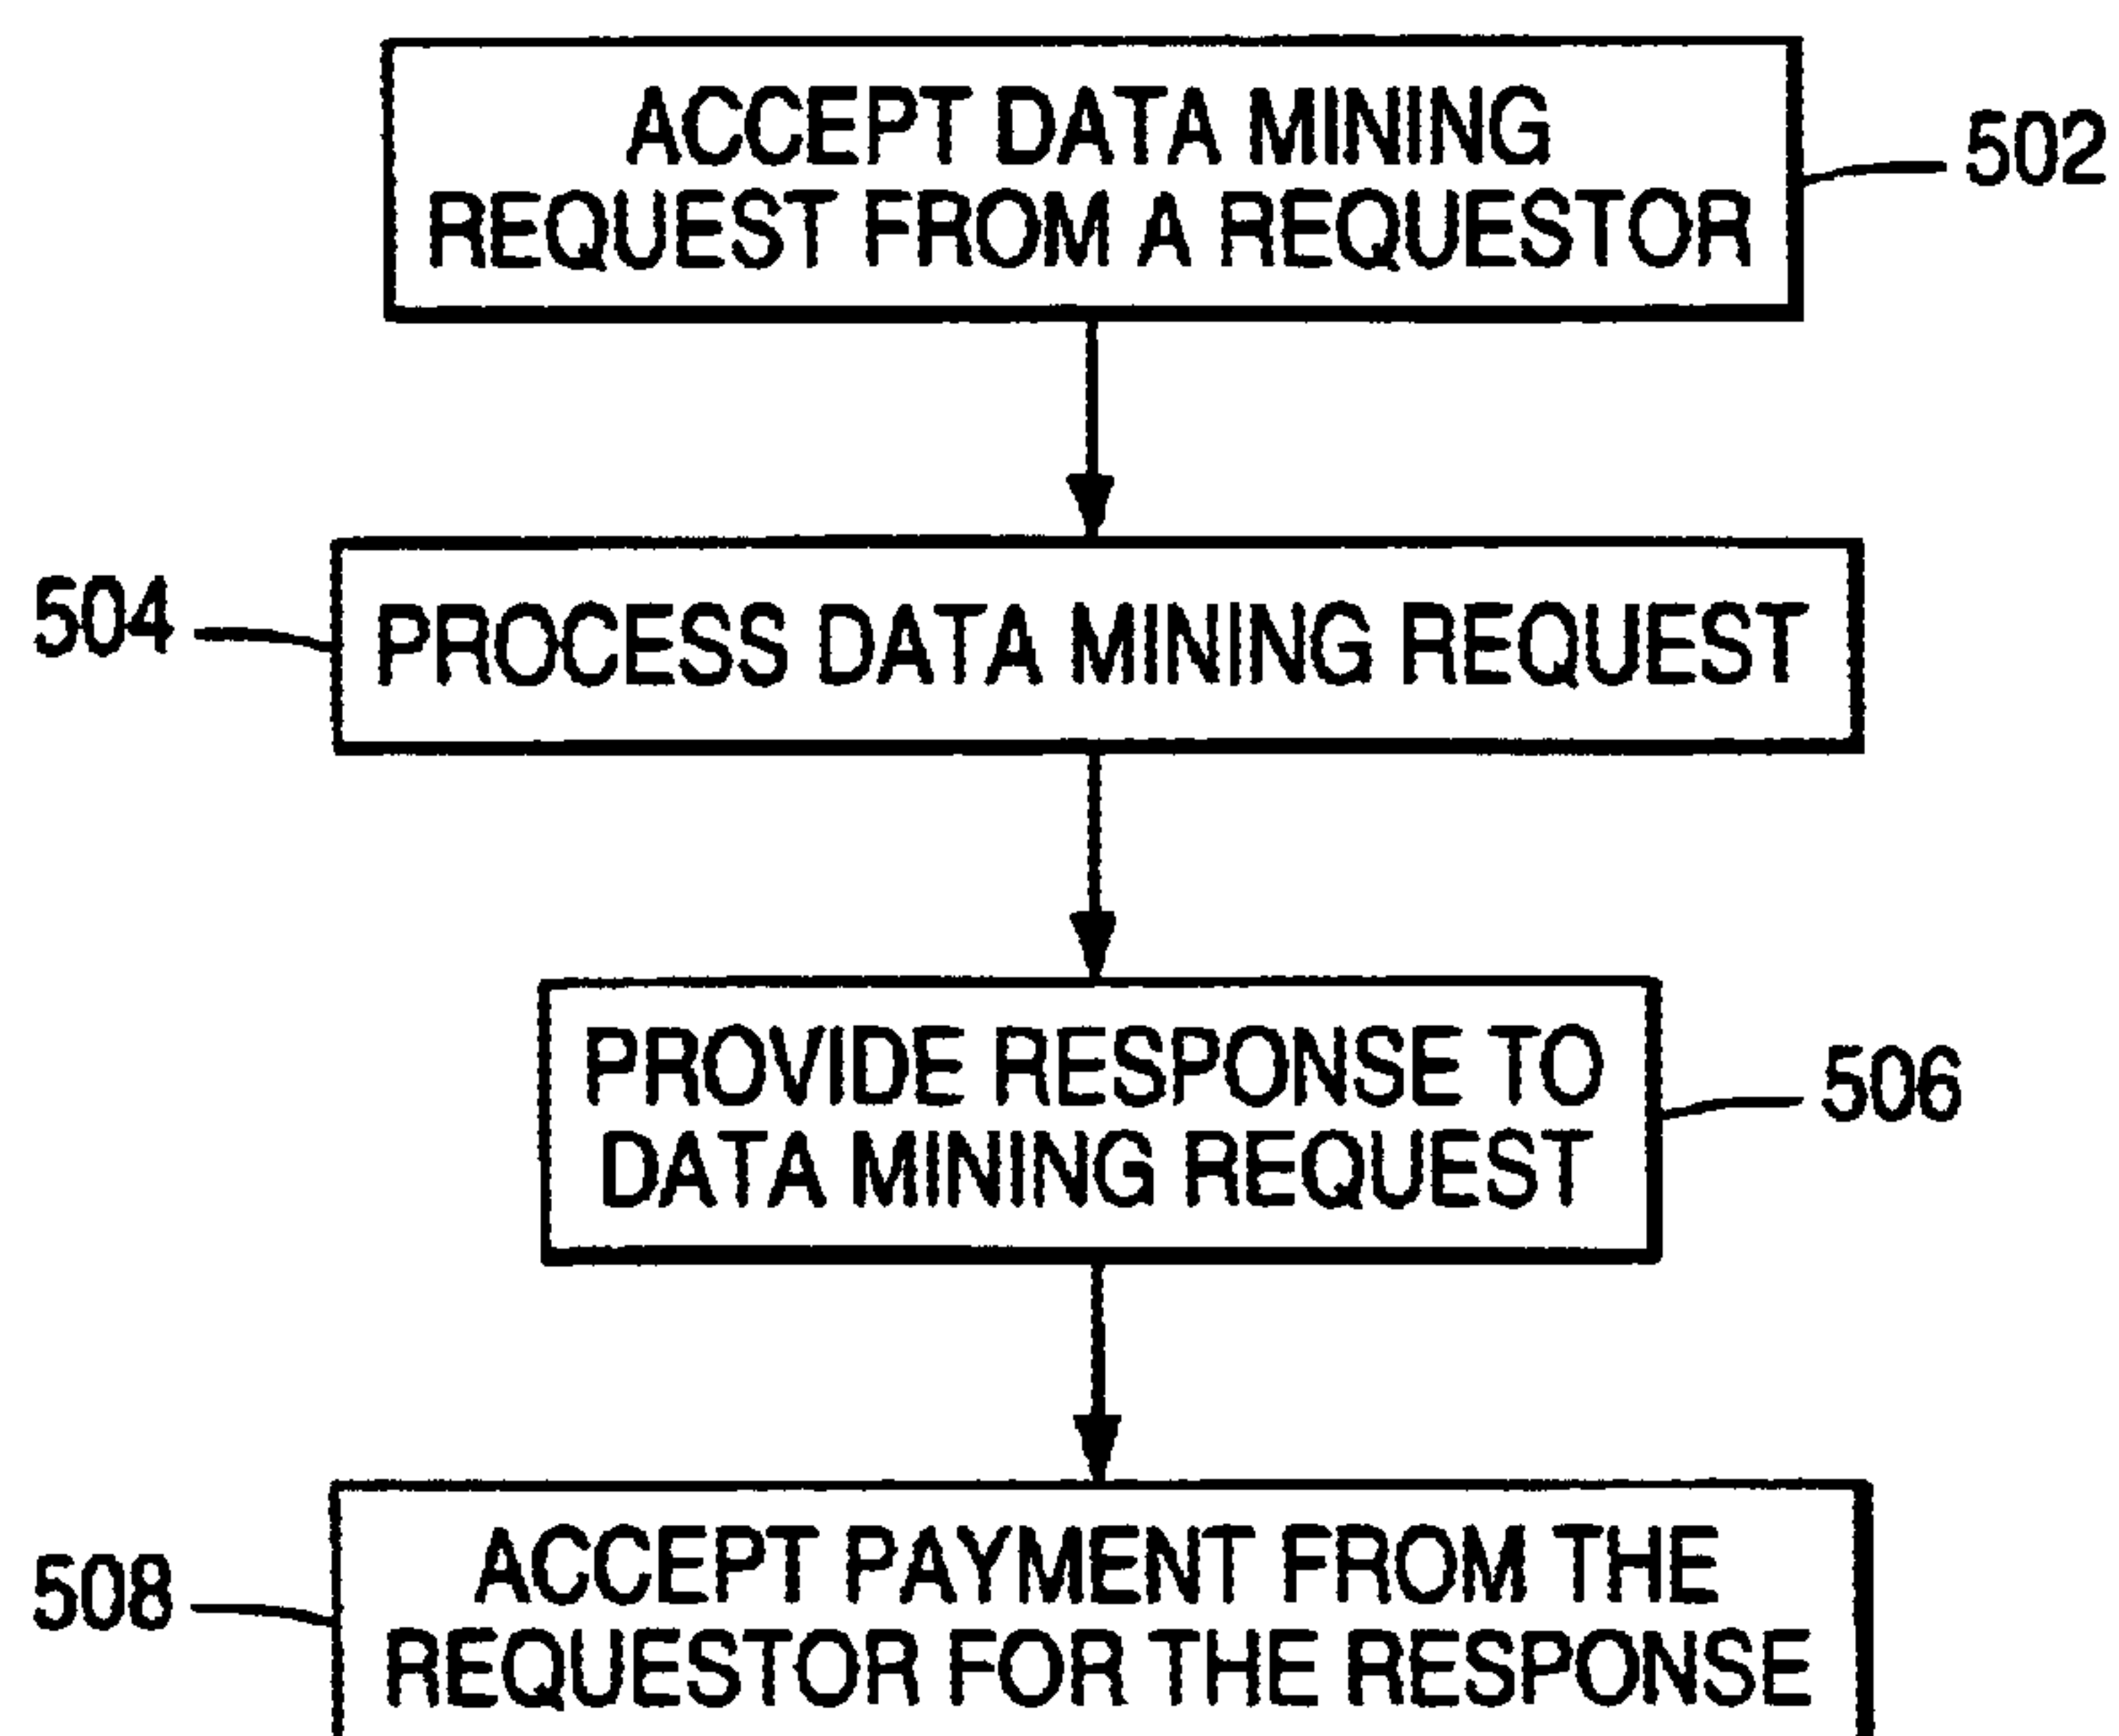 ACCEPT DATA MINING
REQUEST FROM A REQUESTOR
502
504
PROCESS DATA MINING REQUEST
PROVIDE RESPONSE TO
DATA MINING REQUEST
506
508
ACCEPT PAYMENT FROM THE
REQUESTOR FOR THE RESPONSE